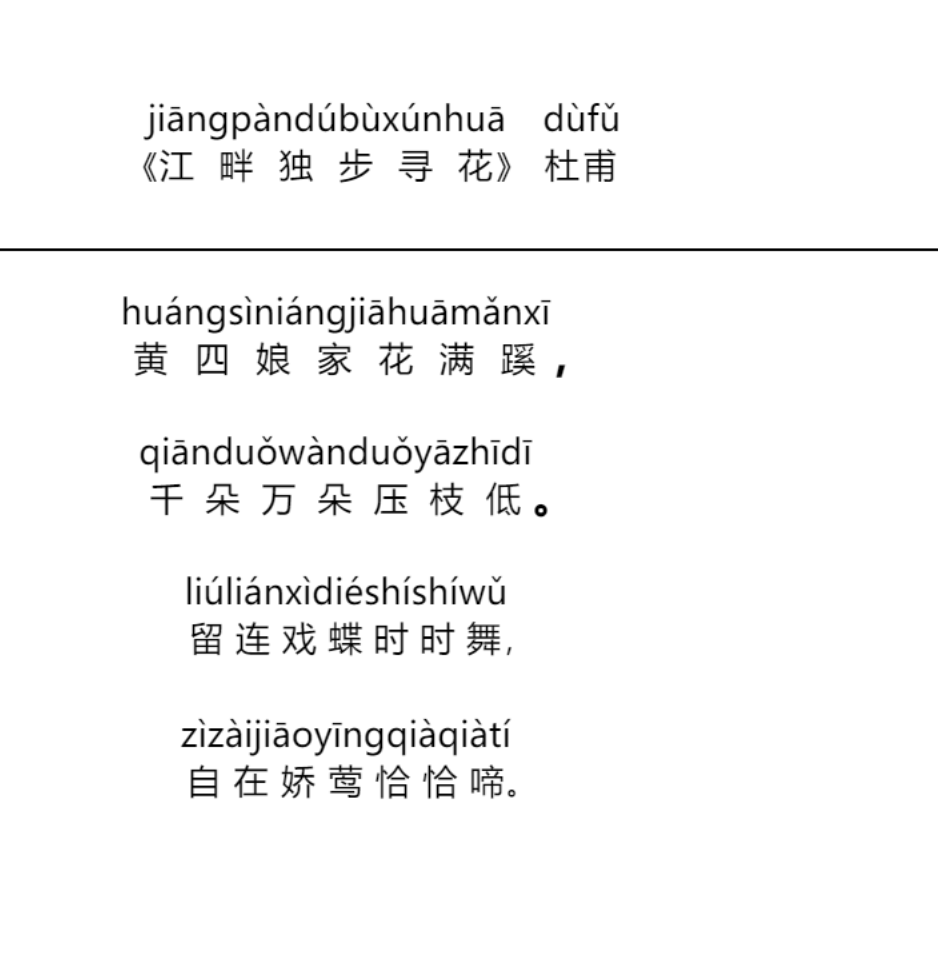 jiāngpàndúbùxúnhuā dùfǔ
《江畔独步寻花》 杜甫
huángsìniángjiāhuāmǎnxī
黄四娘家花满蹊，
qiānduǒwànduǒyāzhīdī
千朵万朵压枝低。
liúliánxìdiéshíshíwǔ
留连戏蝶时时舞,
zìzàijiāoyīngqiàqiàtí
自在娇莺恰恰啼。